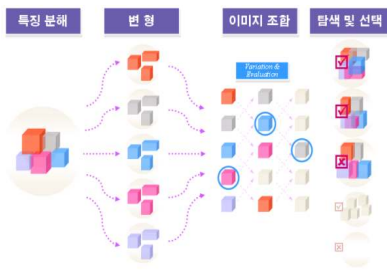 특징 분해
변 형
이미지 조합
탐색 및 선택
Variation &
Evaluation